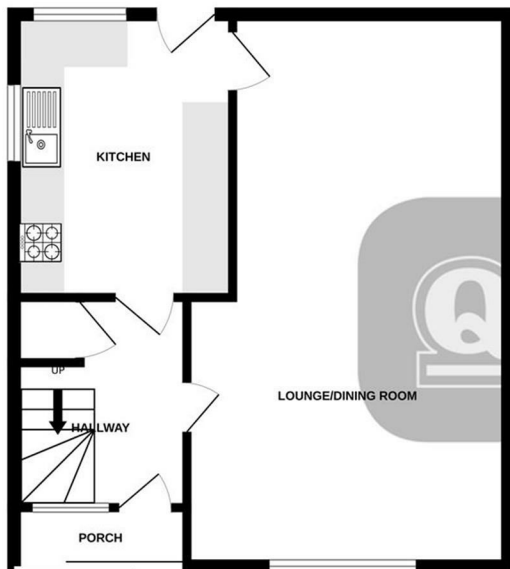 KITCHEN
LOUNGE/DINING ROOM
UP
HALLWAY
PORCH
Q